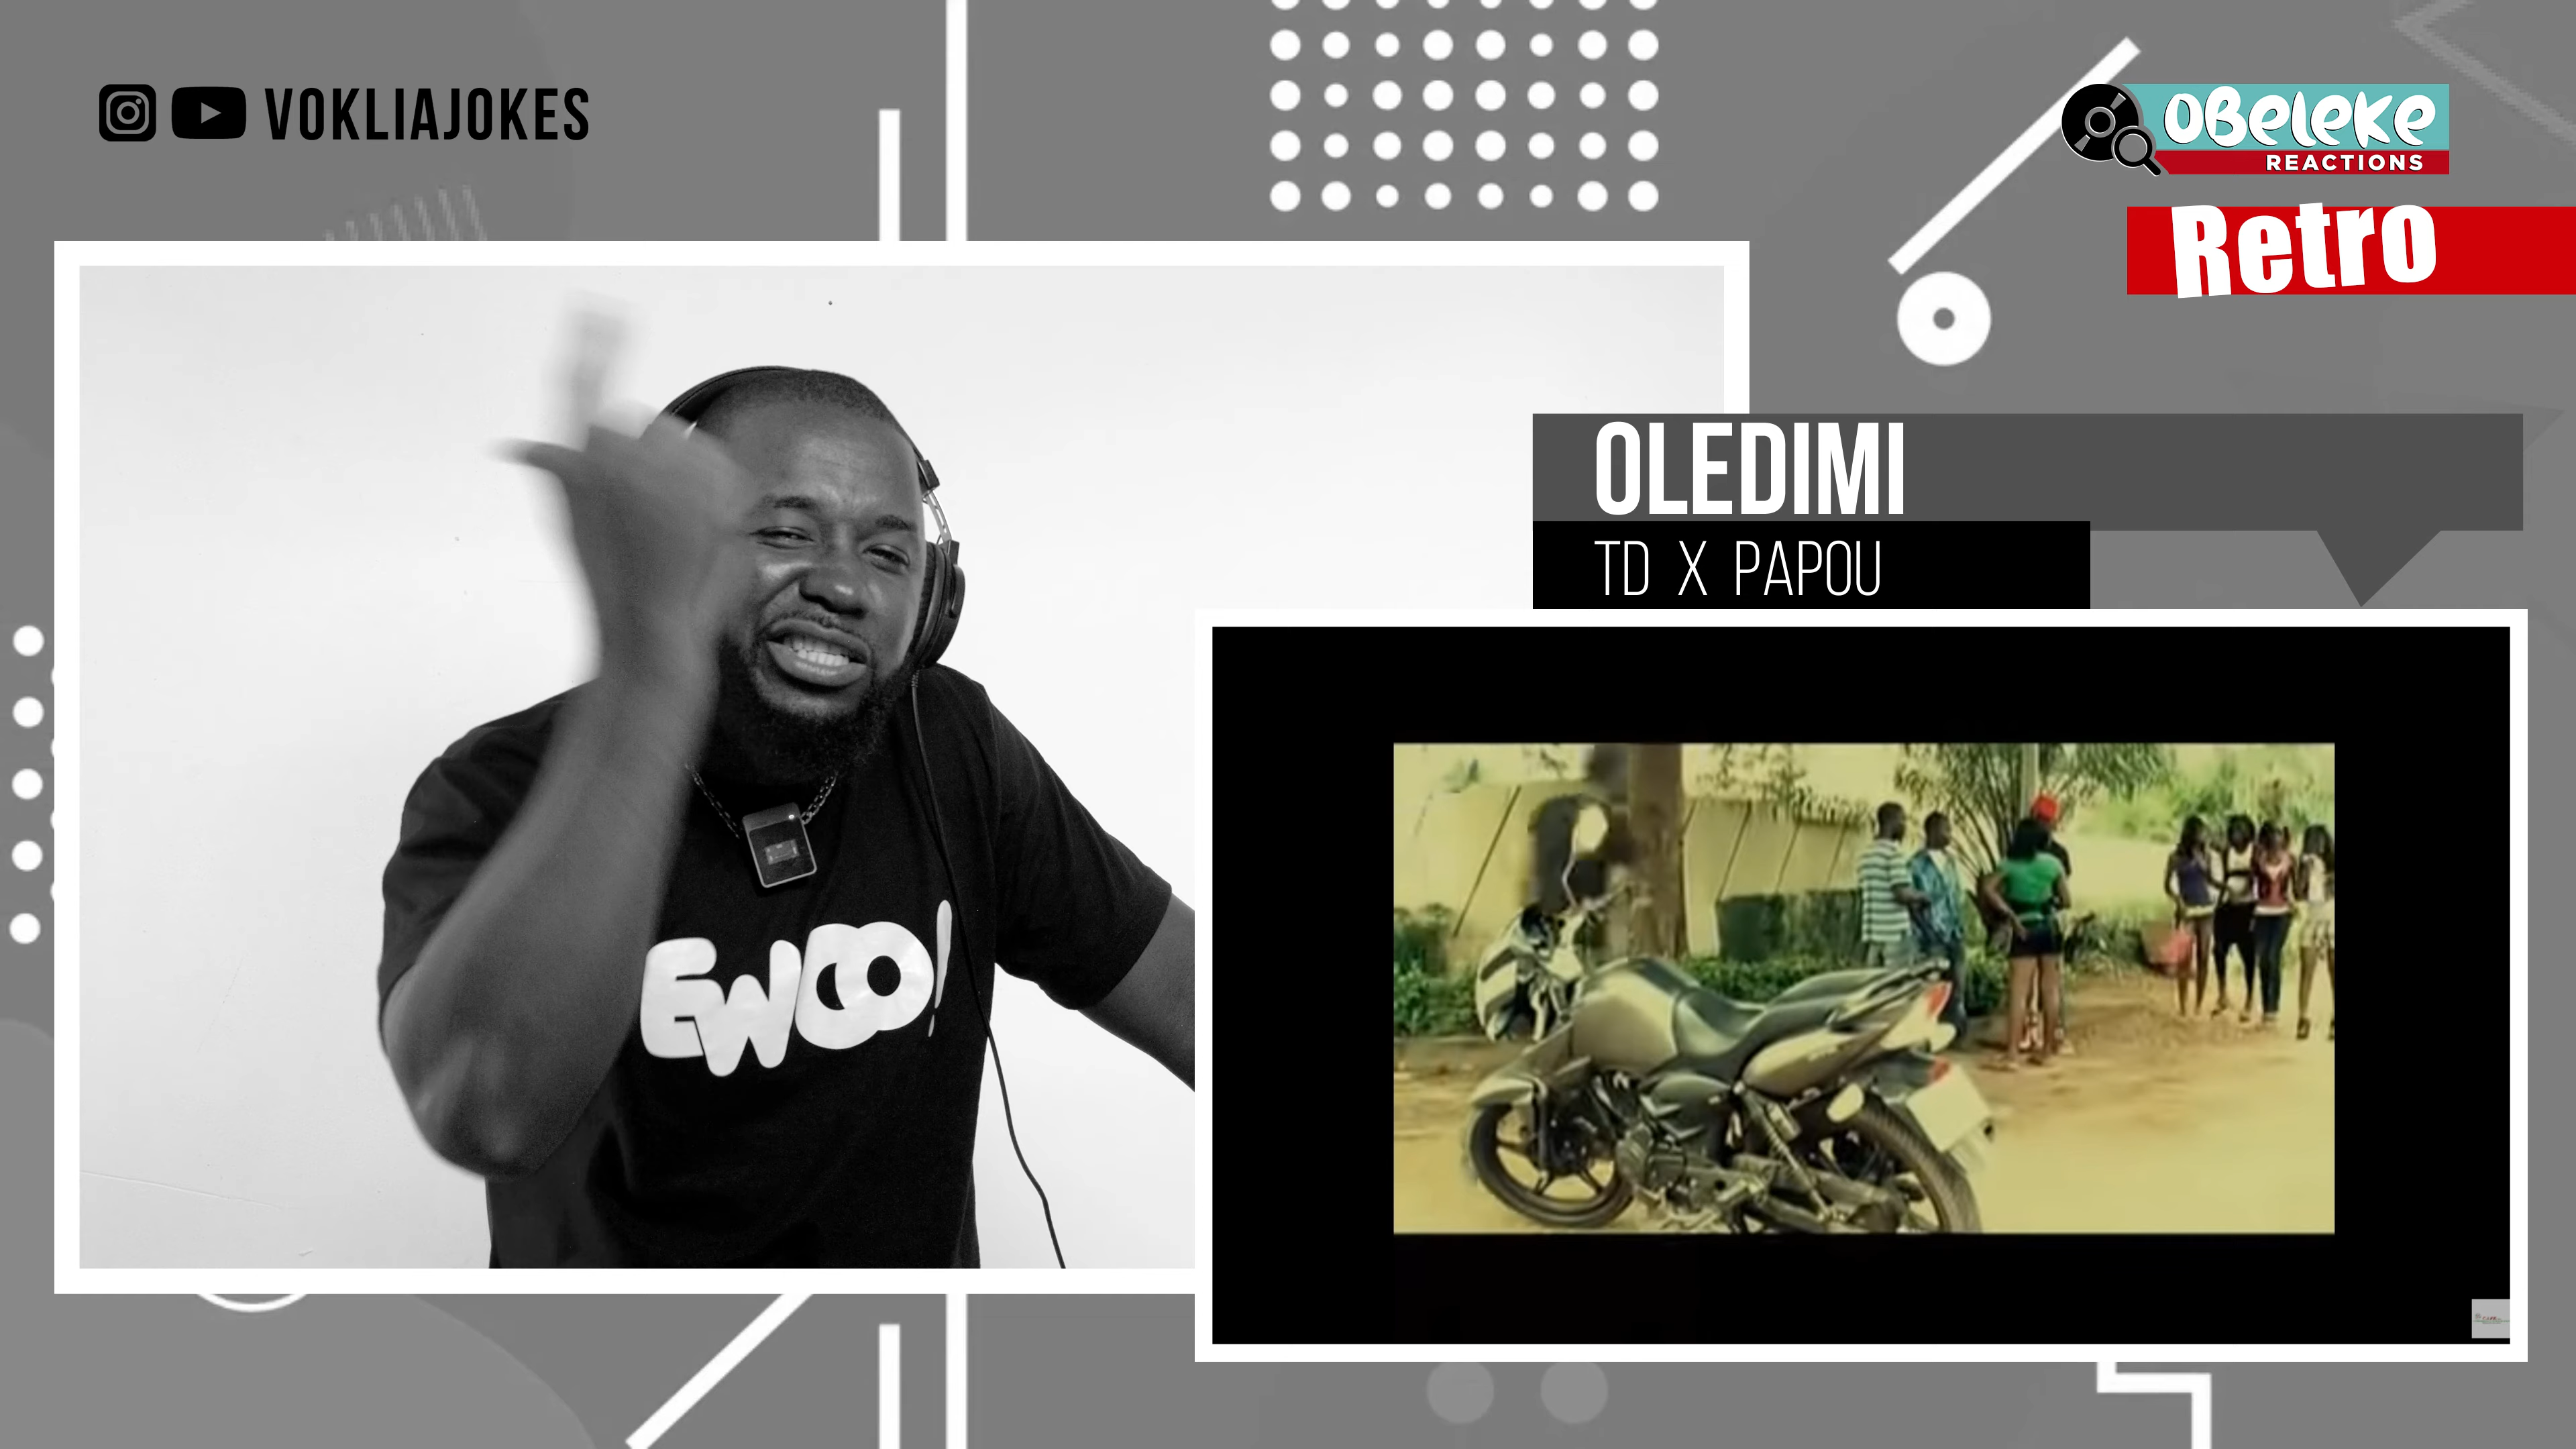 VOKLIAJOKES
OBELEKE
REACTIONS
Retro
OLEDIMI
TD X PAPOU
EWOO!